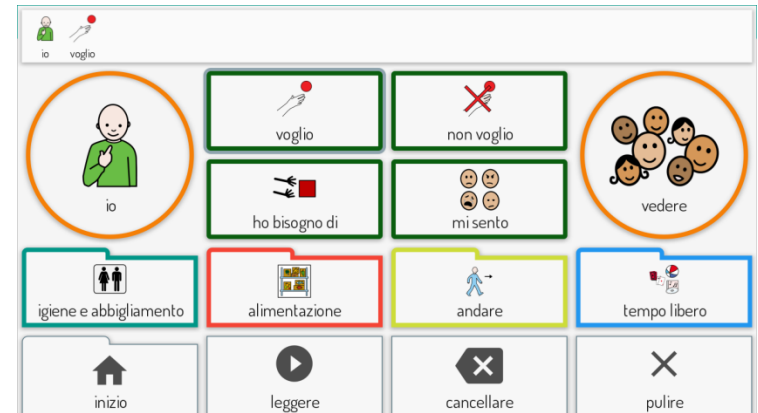 io voglio
voglio non voglio
io
vedere
ho bisogno di mi sento
igiene e abbigliamento alimentazione andare tempo libero
inizio leggere cancellare pulire